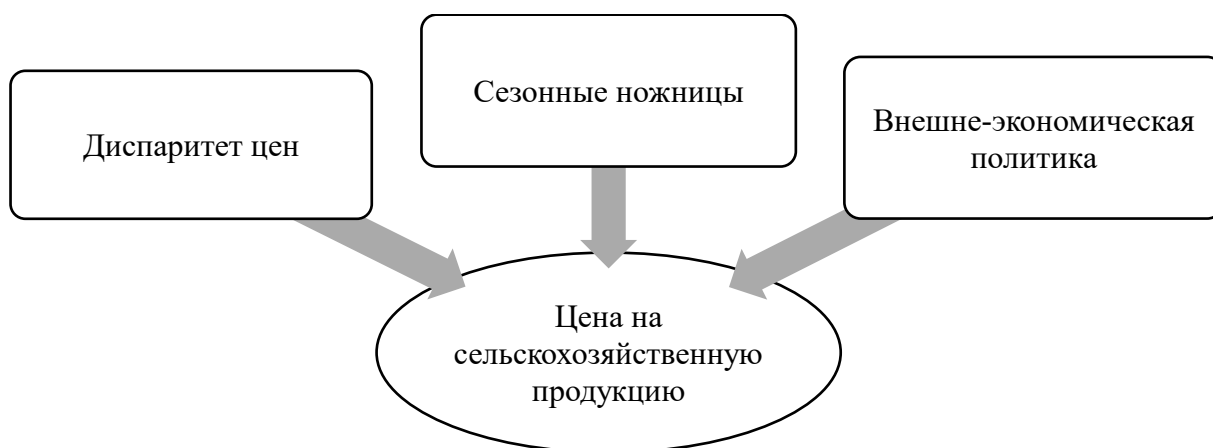 Диспаритет цен
Сезонные ножницы
Внешне-экономическая
политика
Цена на
сельскохозяйственную
продукцию